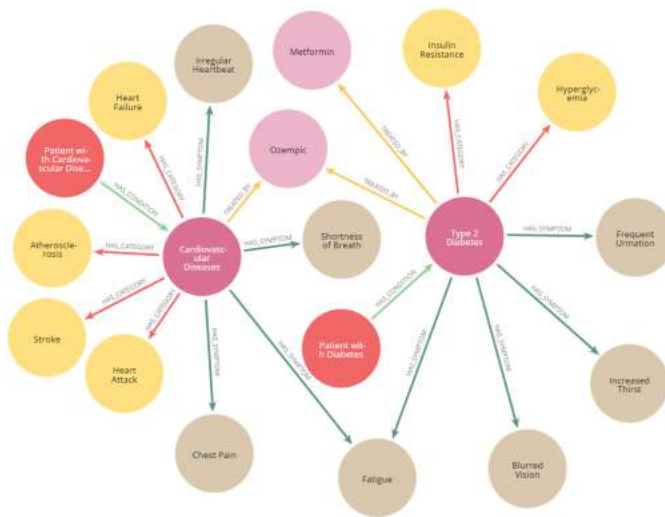 Irregular
Heartbeat
Metformin
Insulin
Resistance
Hyperglyc-
emia
Heart
Failure
Patient wi-
th Cardiova-
scular Dise...
Ozempic
HAS_SYMPTOM
HAS_CATEGORY
HAS_CONDITION
TREATED_BY
TREATED_BY
TREATED_BY
HAS_CATEGORY
HAS_CATEGORY
Atheroscle-
rosis
HAS_CATEGORY
Cardiovasc-
ular
Diseases
HAS_SYMPTOM
Shortness
of Breath
Type 2
Diabetes
HAS_SYMPTOM
Frequent
Urination
HAS_CATEGORY
HAS_CATEGORY
HAS_CONDITION
HAS_SYMPTOM
Stroke
Heart
Attack
HAS_SYMPTOM
HAS_SYMPTOM
Patient wit-
h Diabetes
HAS_SYMPTOM
HAS_SYMPTOM
Increased
Thirst
Chest Pain
Fatigue
Blurred
Vision